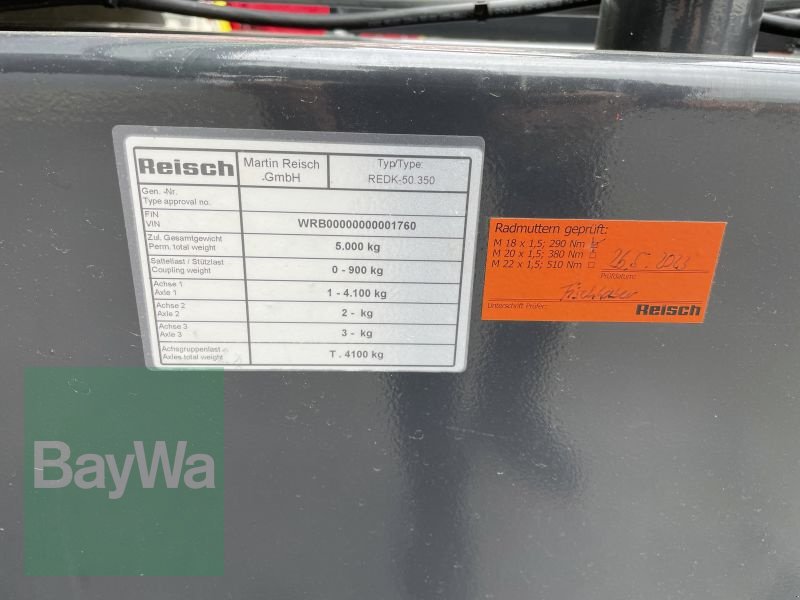 Reisch
Martin Reisch
.GmbH
Typ/Type:
REDK-50.350
Gen. -Nr.
Type approval no.
FIN
VIN
WRB00000000001760
Zul. Gesamtgewicht
Perm. total weight
5.000 kg
Sattellast / Stützlast
Coupling weight
0 - 900 kg
Achse 1
Axle 1
1 - 4.100 kg
Achse 2
Axle 2
2 - kg
Achse 3
Axle 3
3 - kg
Achsgruppenlast
Axles total weight
T . 4100 kg
Radmuttern geprüft:
M 18 x 1,5; 290 Nm
M 20 x 1,5; 380 Nm
M 22 x 1,5; 510 Nm
26.5.2023
Prüfdatum:
Unterschrift Prüfer:
Reisch
BayWa